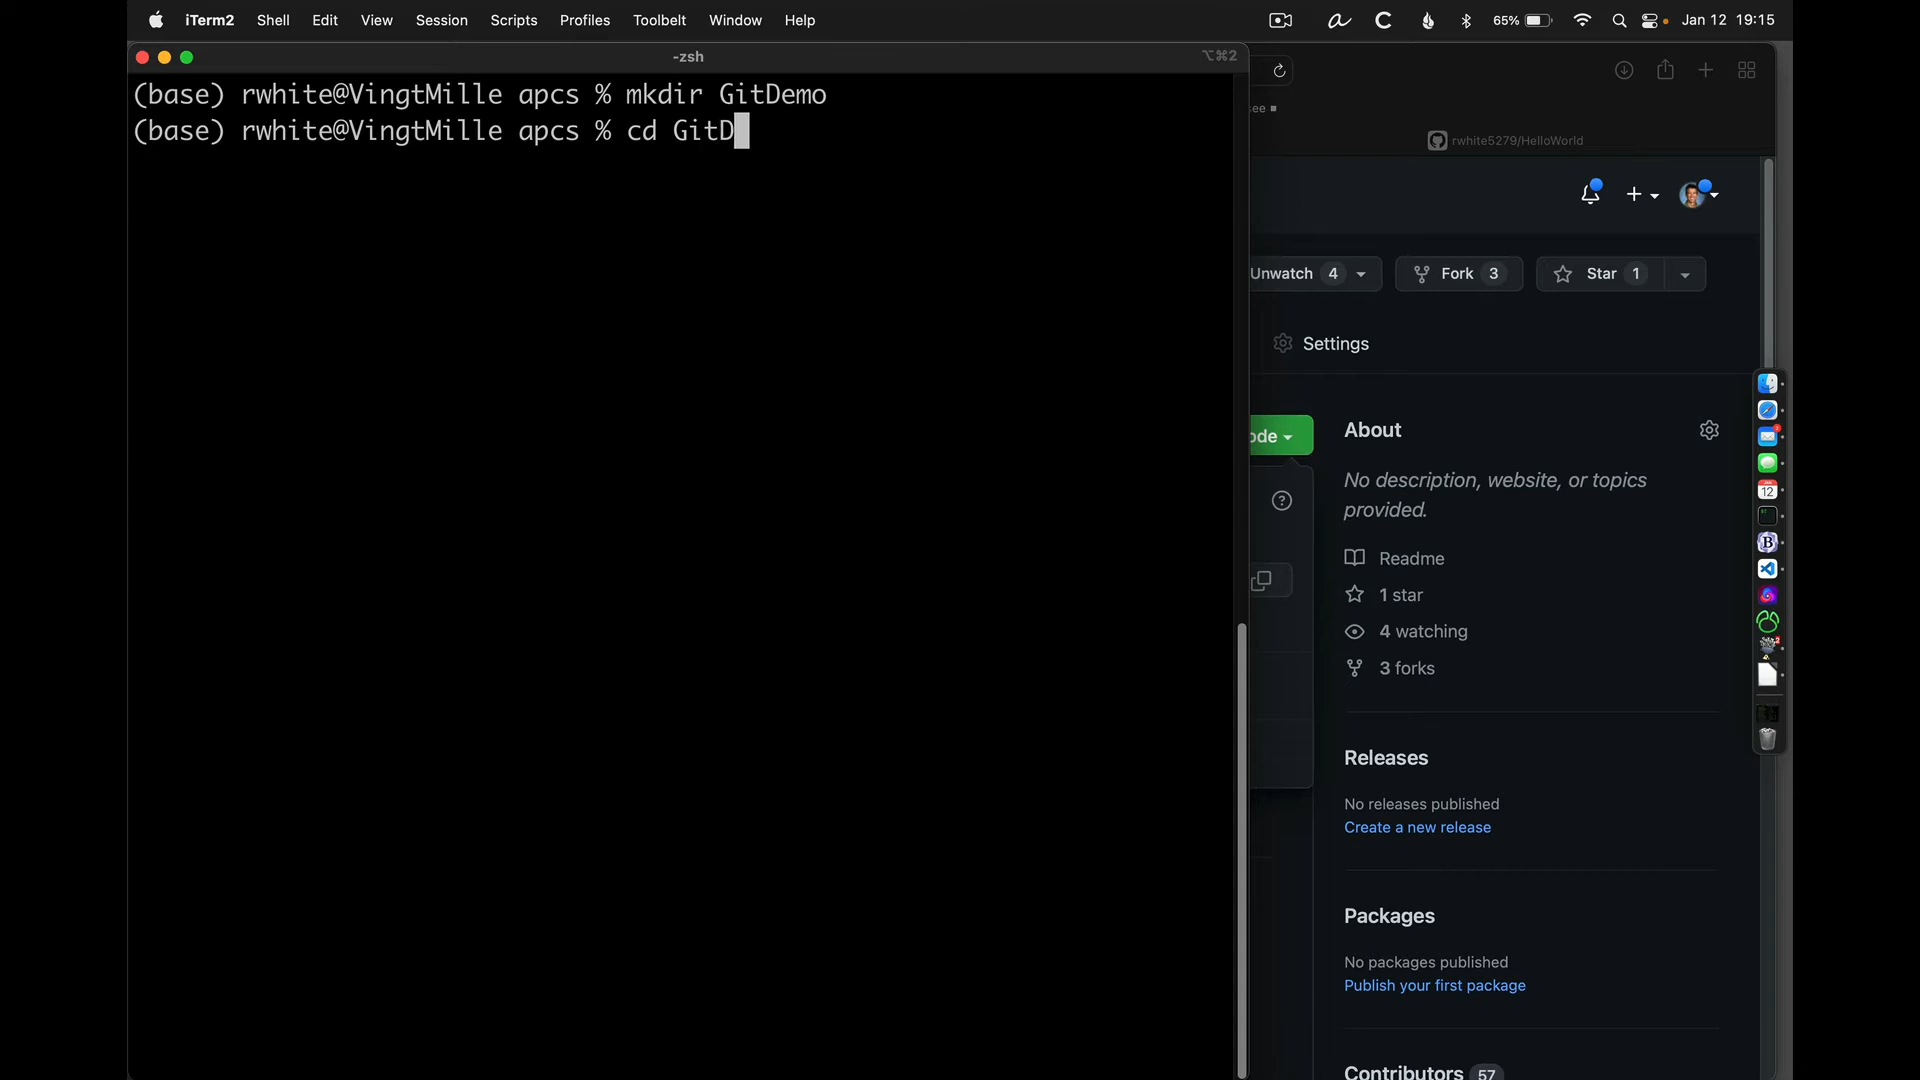 iTerm2 Shell Edit View Session Scripts Profiles Toolbelt Window Help
65% Jan 12 19:15
-zsh
⌥⌘2
(base) rwhite@VingtMille apcs % mkdir GitDemo
(base) rwhite@VingtMille apcs % cd GitD
rwhite5279/HelloWorld
Unwatch 4
Fork 3
Star 1
Settings
About
No description, website, or topics
provided.
Readme
1 star
4 watching
3 forks
Releases
No releases published
Create a new release
Packages
No packages published
Publish your first package
Contributors 57